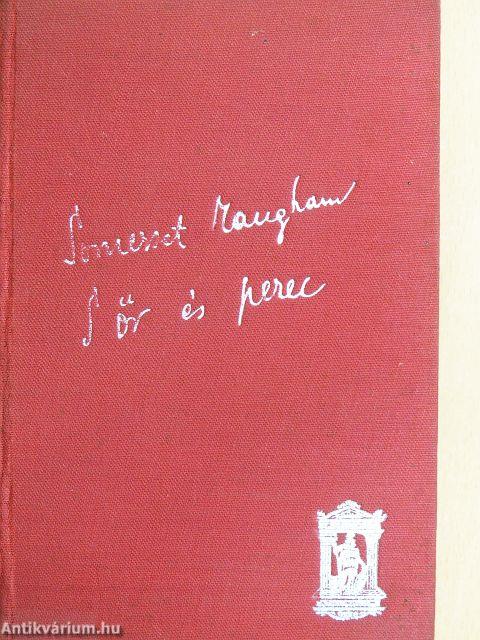 Somerset Maugham
Sör és perec
Antikvárium.hu